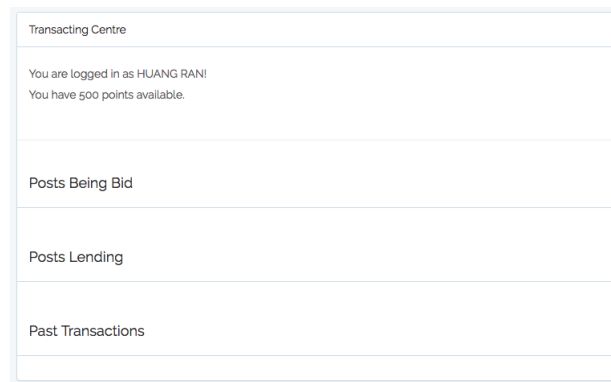 Transacting Centre
You are logged in as HUANG RAN!
You have 500 points available.
Posts Being Bid
Posts Lending
Past Transactions